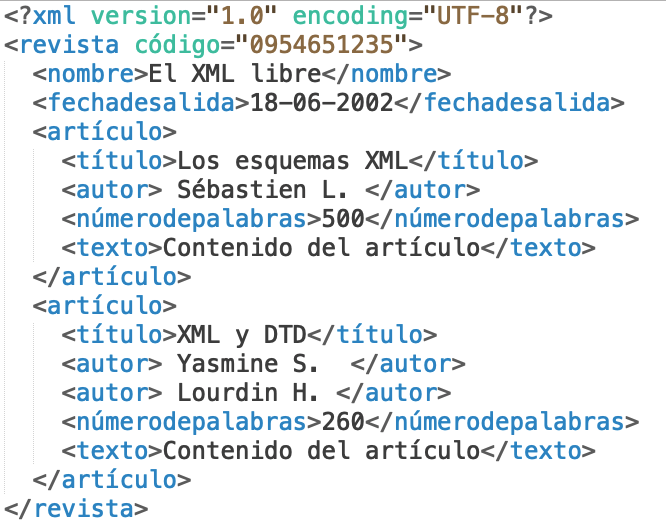 <?xml version="1.0" encoding="UTF-8"?>
<revista código="0954651235">
  <nombre>El XML libre</nombre>
  <fechadesalida>18-06-2002</fechadesalida>
  <artículo>
    <título>Los esquemas XML</título>
    <autor> Sébastien L. </autor>
    <númerodepalabras>500</númerodepalabras>
    <texto>Contenido del artículo</texto>
  </artículo>
  <artículo>
    <título>XML y DTD</título>
    <autor> Yasmine S.  </autor>
    <autor> Lourdin H. </autor>
    <númerodepalabras>260</númerodepalabras>
    <texto>Contenido del artículo</texto>
  </artículo>
</revista>